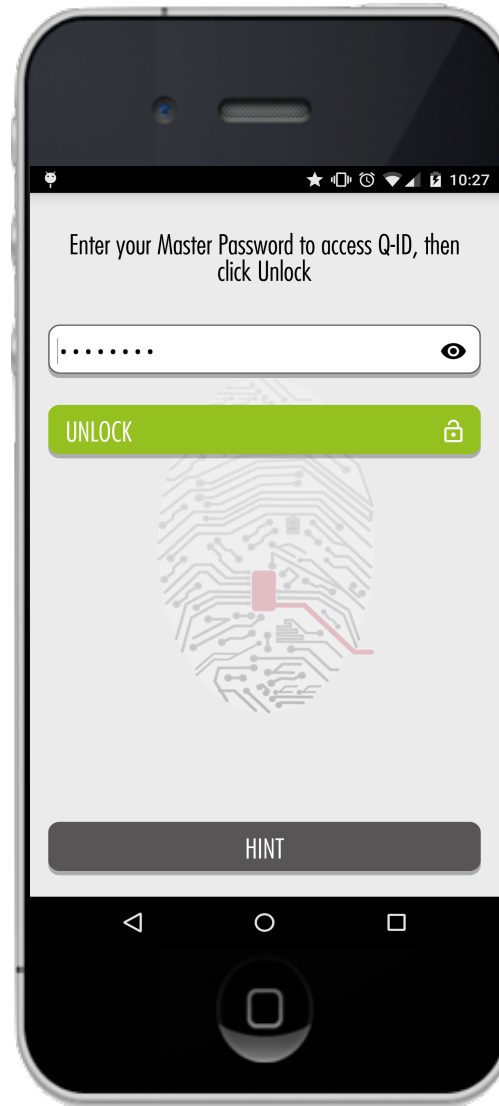 10:27
Enter your Master Password to access Q-ID, then
click Unlock
••••••••
UNLOCK
HINT